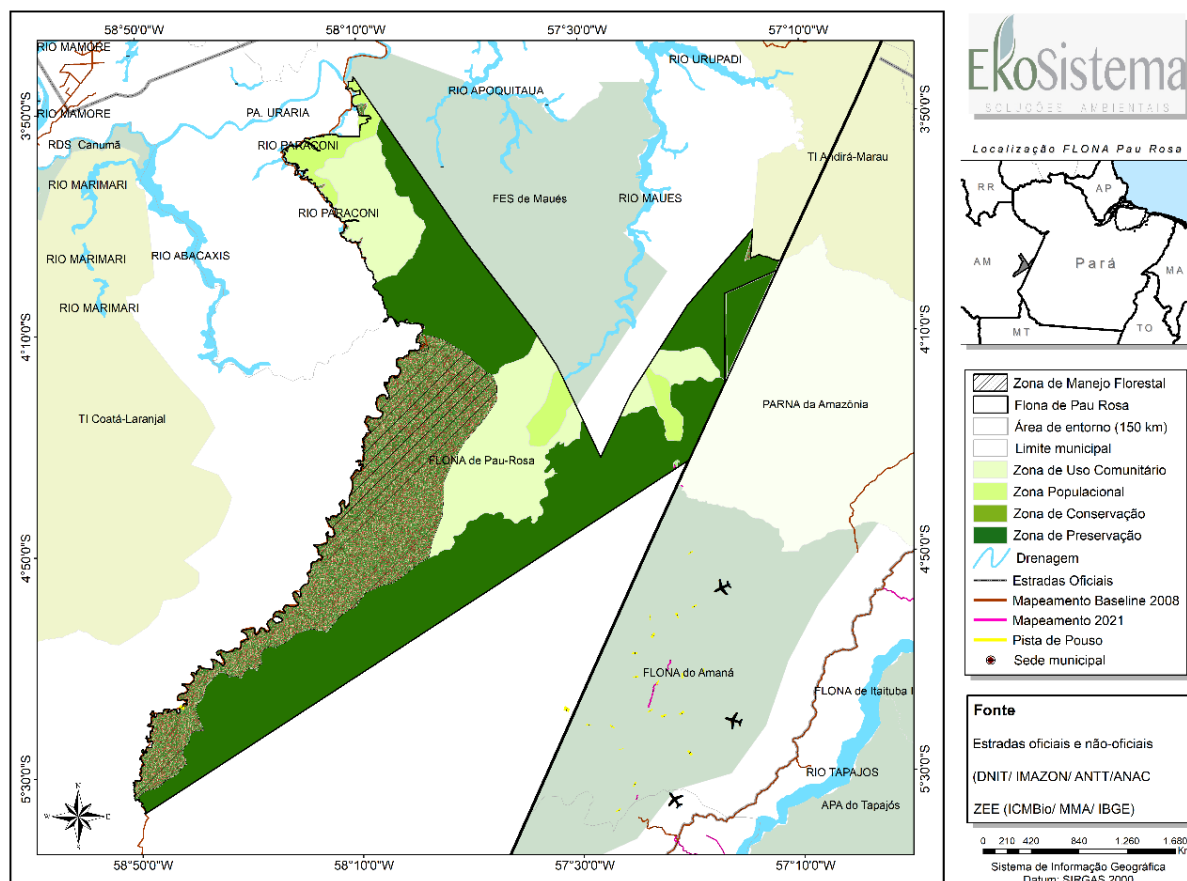 58°50'0"W
58°10'0"W
57°30'0"W
57°10'0"W
RIO MAMORE
RIO URUPADI
RIO APOQUITAUA
3°50'0"S
RIO MAMORE
PA. URARIA
3°50'0"S
RDS Canumã
RIO PARACONI
TI Andirá-Marau
RIO MARIMARI
FES de Maués
RIO MAUES
RIO PARACONI
RIO MARIMARI
RIO ABACAXIS
RIO MARIMARI
4°10'0"S
4°10'0"S
PARNA da Amazônia
TI Coatá-Laranjal
FLONA de Pau-Rosa
4°50'0"S
4°50'0"S
FLONA do Amaná
FLONA de Itaituba I
5°30'0"S
RIO TAPAJOS
5°30'0"S
APA do Tapajós
N
W
E
S
58°50'0"W
58°10'0"W
57°30'0"W
57°10'0"W
EkoSistema
SOLUÇÕES AMBIENTAIS
Localização FLONA Pau Rosa
RR
AP
AM
Pará
MA
MT
TO
Zona de Manejo Florestal
Flona de Pau Rosa
Área de entorno (150 km)
Limite municipal
Zona de Uso Comunitário
Zona Populacional
Zona de Conservação
Zona de Preservação
Drenagem
Estradas Oficiais
Mapeamento Baseline 2008
Mapeamento 2021
Pista de Pouso
Sede municipal
Fonte
Estradas oficiais e não-oficiais
(DNIT/ IMAZON/ ANTT/ANAC
ZEE (ICMBio/ MMA/ IBGE)
0 210 420 840 1.260 1.680
Km
Sistema de Informação Geográfica
Datum: SIRGAS 2000